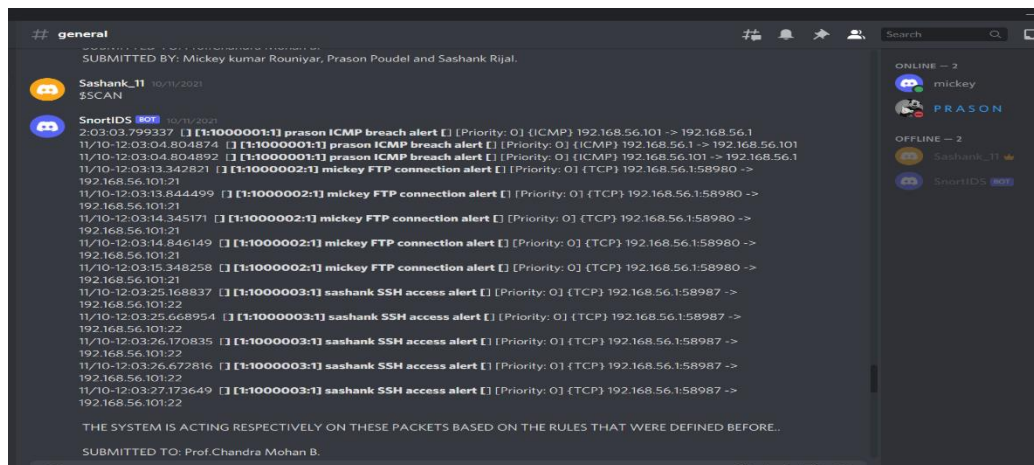 general
Search
SUBMITTED BY: Mickey kumar Rouniyar, Prason Poudel and Sashank Rijal.
Sashank_11 10/11/2021
$SCAN
SnortIDS BOT 10/11/2021
2:03:03.799337 [] [1:1000001:1] prason ICMP breach alert [] [Priority: 0] {ICMP} 192.168.56.101 -> 192.168.56.1
11/10-12:03:04.804874 [] [1:1000001:1] prason ICMP breach alert [] [Priority: 0] {ICMP} 192.168.56.1 -> 192.168.56.101
11/10-12:03:04.804892 [] [1:1000001:1] prason ICMP breach alert [] [Priority: 0] {ICMP} 192.168.56.101 -> 192.168.56.1
11/10-12:03:13.342821 [] [1:1000002:1] mickey FTP connection alert [] [Priority: 0] {TCP} 192.168.56.1:58980 ->
192.168.56.101:21
11/10-12:03:13.844499 [] [1:1000002:1] mickey FTP connection alert [] [Priority: 0] {TCP} 192.168.56.1:58980 ->
192.168.56.101:21
11/10-12:03:14.345171 [] [1:1000002:1] mickey FTP connection alert [] [Priority: 0] {TCP} 192.168.56.1:58980 ->
192.168.56.101:21
11/10-12:03:14.846149 [] [1:1000002:1] mickey FTP connection alert [] [Priority: 0] {TCP} 192.168.56.1:58980 ->
192.168.56.101:21
11/10-12:03:15.348258 [] [1:1000002:1] mickey FTP connection alert [] [Priority: 0] {TCP} 192.168.56.1:58980 ->
192.168.56.101:21
11/10-12:03:25.168837 [] [1:1000003:1] sashank SSH access alert [] [Priority: 0] {TCP} 192.168.56.1:58987 ->
192.168.56.101:22
11/10-12:03:25.668954 [] [1:1000003:1] sashank SSH access alert [] [Priority: 0] {TCP} 192.168.56.1:58987 ->
192.168.56.101:22
11/10-12:03:26.170835 [] [1:1000003:1] sashank SSH access alert [] [Priority: 0] {TCP} 192.168.56.1:58987 ->
192.168.56.101:22
11/10-12:03:26.672816 [] [1:1000003:1] sashank SSH access alert [] [Priority: 0] {TCP} 192.168.56.1:58987 ->
192.168.56.101:22
11/10-12:03:27.173649 [] [1:1000003:1] sashank SSH access alert [] [Priority: 0] {TCP} 192.168.56.1:58987 ->
192.168.56.101:22
THE SYSTEM IS ACTING RESPECTIVELY ON THESE PACKETS BASED ON THE RULES THAT WERE DEFINED BEFORE..
SUBMITTED TO: Prof.Chandra Mohan B.
ONLINE — 2
mickey
PRASON
OFFLINE — 2
Sashank_11
SnortIDS BOT